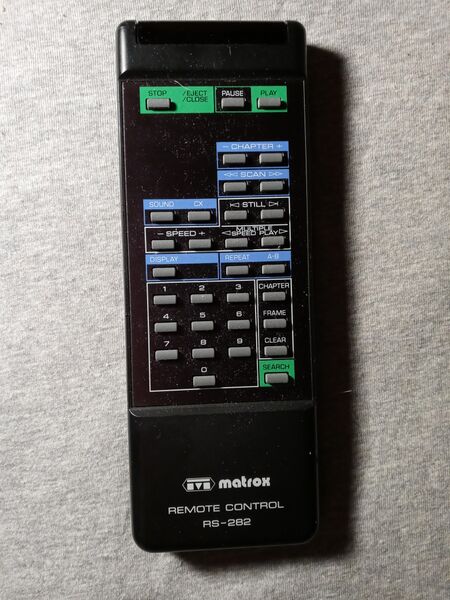 STOP /EJECT /CLOSE PAUSE PLAY
- CHAPTER +
<< SCAN >>
SOUND CX STILL
- SPEED + MULTIPLE SPEED PLAY
DISPLAY REPEAT A-B
1 2 3 CHAPTER
4 5 6 FRAME
7 8 9 CLEAR
0 SEARCH
matrox
REMOTE CONTROL
RS-282